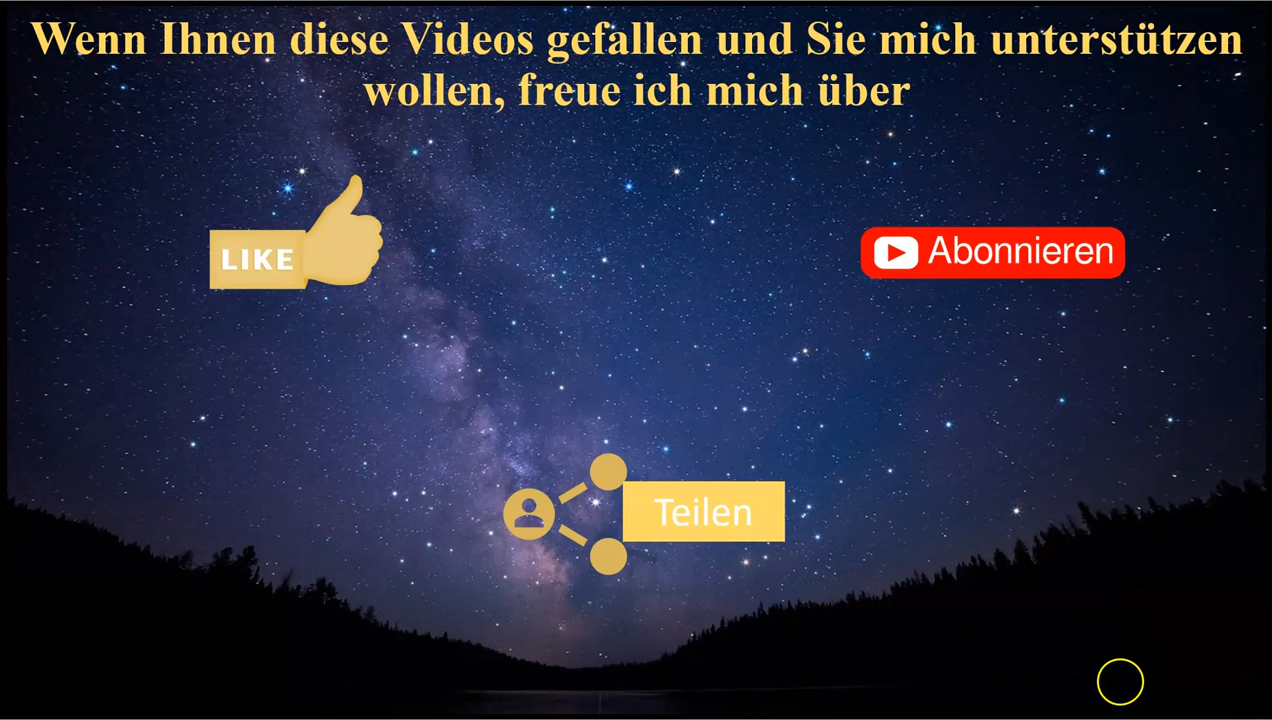 Wenn Ihnen diese Videos gefallen und Sie mich unterstützen
wollen, freue ich mich über
LIKE
Abonnieren
Teilen